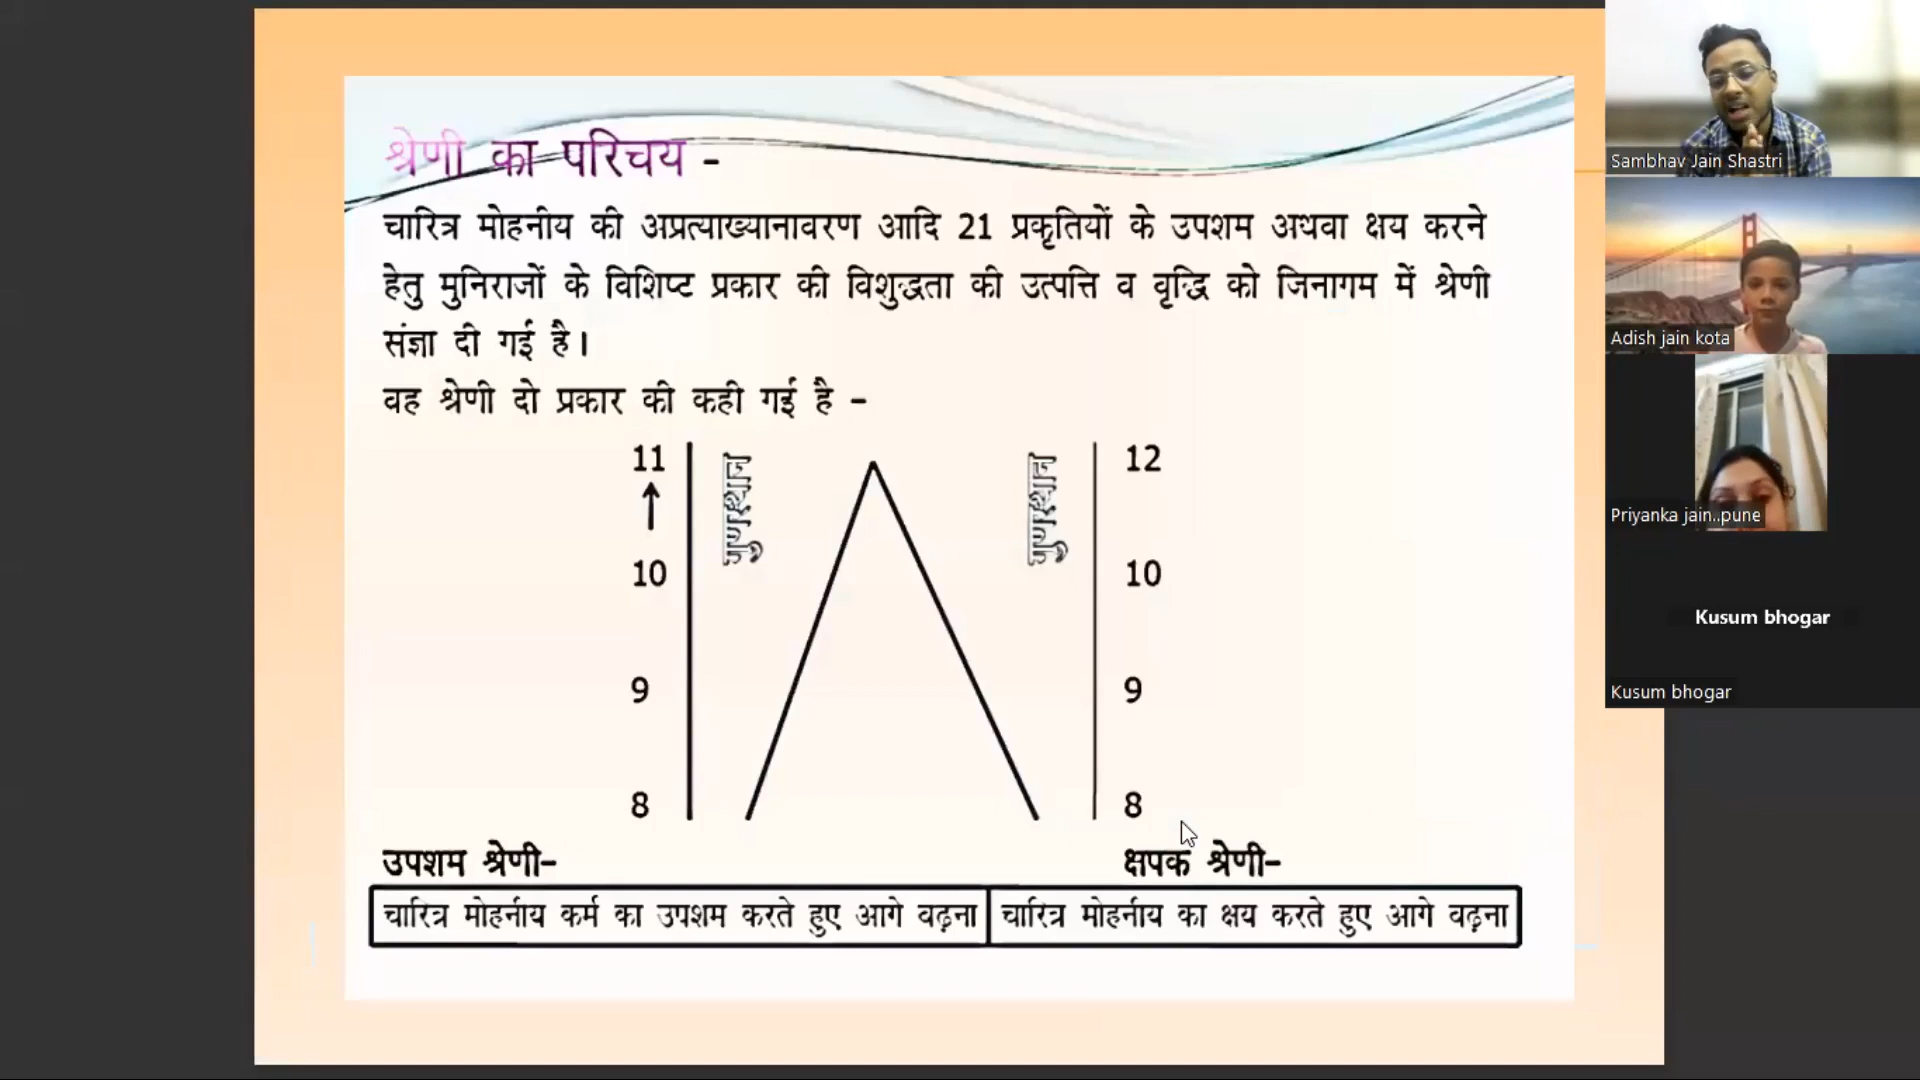 श्रेणी का परिचय -
चारित्र मोहनीय की अप्रत्याख्यानावरण आदि 21 प्रकृतियों के उपशम अथवा क्षय करने
हेतु मुनिराजों के विशिष्ट प्रकार की विशुद्धता की उत्पत्ति व वृद्धि को जिनागम में श्रेणी
संज्ञा दी गई है।
वह श्रेणी दो प्रकार की कही गई है -
11 गुणस्थान गुणस्थान 12
10 10
9 9
8 8
उपशम श्रेणी- क्षपक श्रेणी-
चारित्र मोहनीय कर्म का उपशम करते हुए आगे बढ़ना चारित्र मोहनीय का क्षय करते हुए आगे बढ़ना
Sambhav Jain Shastri
Adish jain kota
Priyanka jain..pune
Kusum bhogar
Kusum bhogar